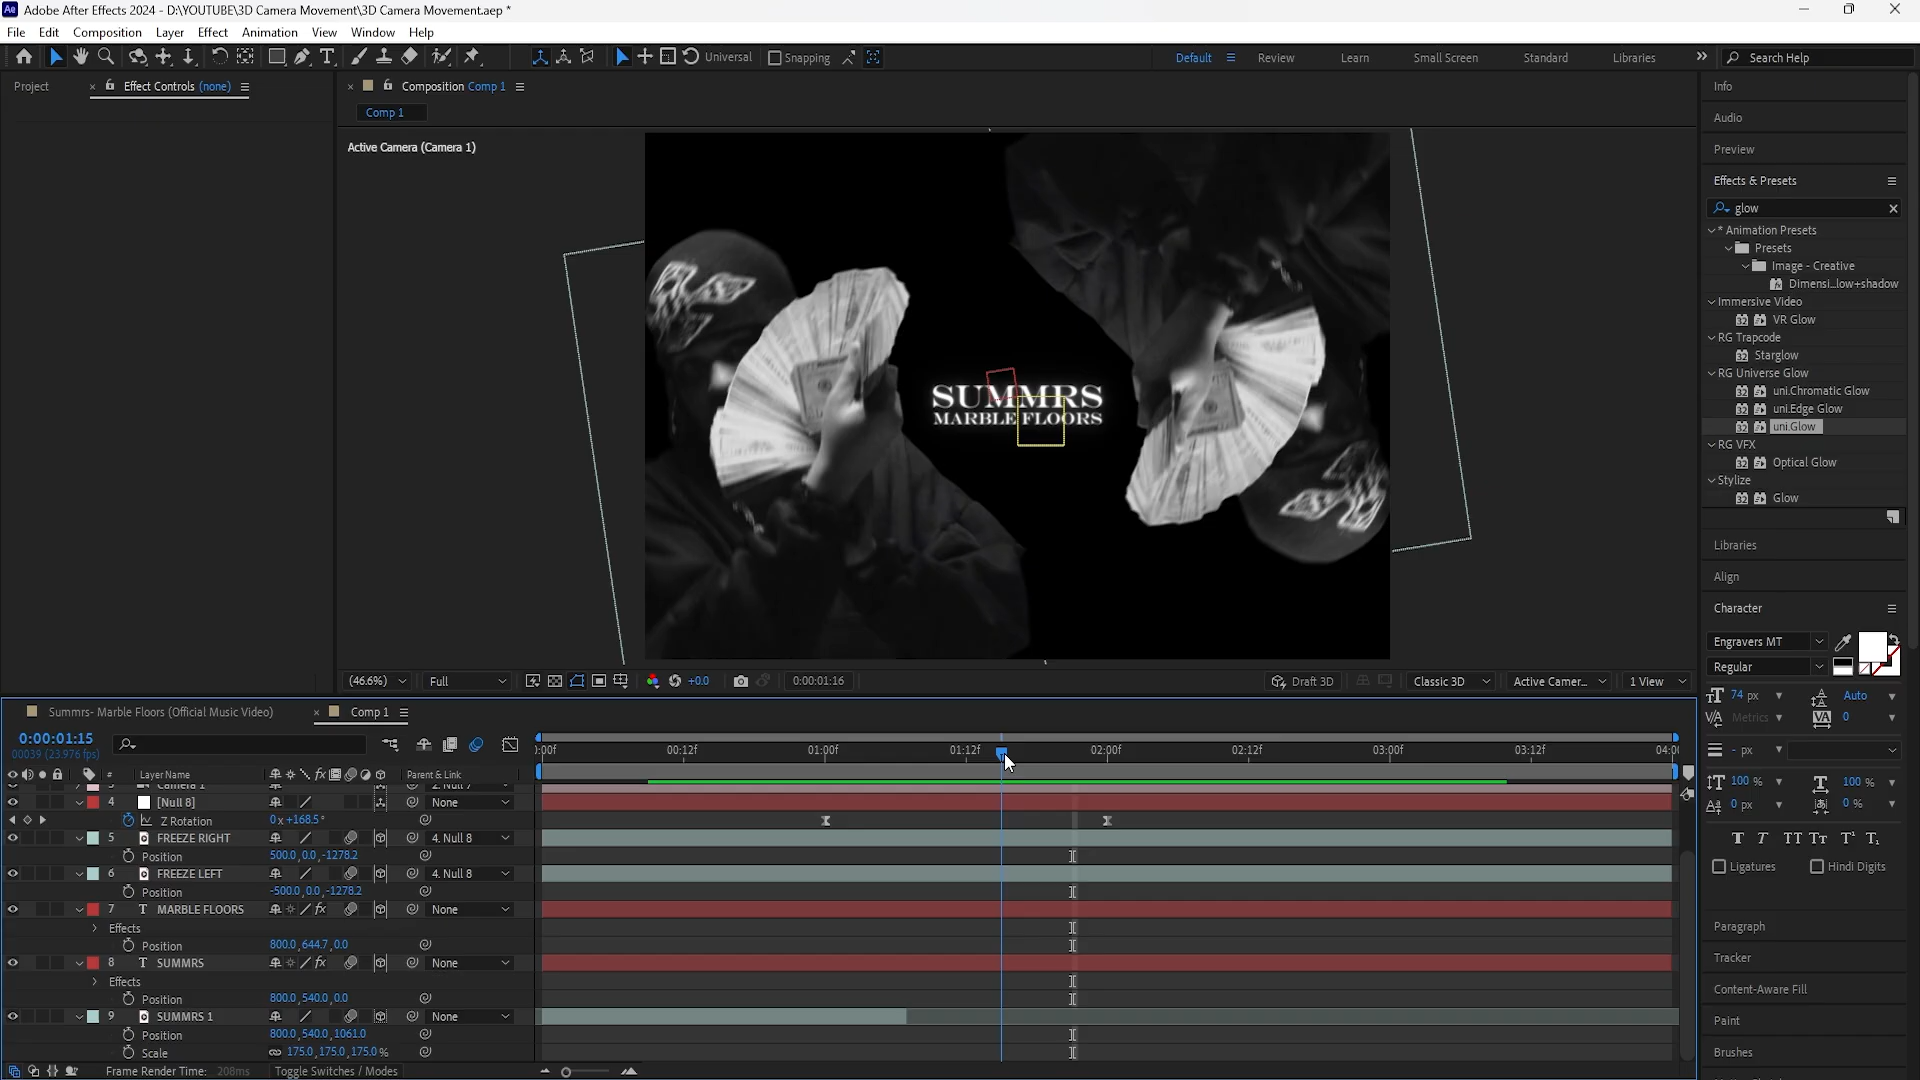 Adobe After Effects 2024 - D:\YOUTUBE\3D Camera Movement\3D Camera Movement.aep *
File Edit Composition Layer Effect Animation View Window Help
Universal Snapping Default Review Learn Small Screen Standard Libraries Search Help
Project Effect Controls (none)
Composition Comp 1
Comp 1
Active Camera (Camera 1)
SUMMRS
MARBLE FLOORS
(46.6%) Full +0.0 0:00:01:16 Draft 3D Classic 3D Active Camer... 1 View
Info
Audio
Preview
Effects & Presets
glow
* Animation Presets
Presets
Image - Creative
Dimensi...low+shadow
Immersive Video
VR Glow
RG Trapcode
Starglow
RG Universe Glow
uni.Chromatic Glow
uni.Edge Glow
uni.Glow
RG VFX
Optical Glow
Stylize
Glow
Libraries
Align
Character
Engravers MT
Regular
74 px Auto
Metrics 0
- px
100 % 100 %
0 px 0 %
Ligatures Hindi Digits
Paragraph
Tracker
Content-Aware Fill
Paint
Brushes
Summrs- Marble Floors (Official Music Video) Comp 1
0:00:01:15
00039 (23.976 fps)
:00f 00:12f 01:00f 01:12f 02:00f 02:12f 03:00f 03:12f 04:0
# Layer Name Parent & Link
4 [Null 8] None
Z Rotation 0x+168.5°
5 FREEZE RIGHT 4. Null 8
Position 500.0,0.0,-1278.2
6 FREEZE LEFT 4. Null 8
Position -500.0,0.0,-1278.2
7 T MARBLE FLOORS None
Effects
Position 800.0,644.7,0.0
8 T SUMMRS None
Effects
Position 800.0,540.0,0.0
9 SUMMRS 1 None
Position 800.0,540.0,1061.0
Scale 175.0,175.0,175.0%
Frame Render Time: 208ms Toggle Switches / Modes